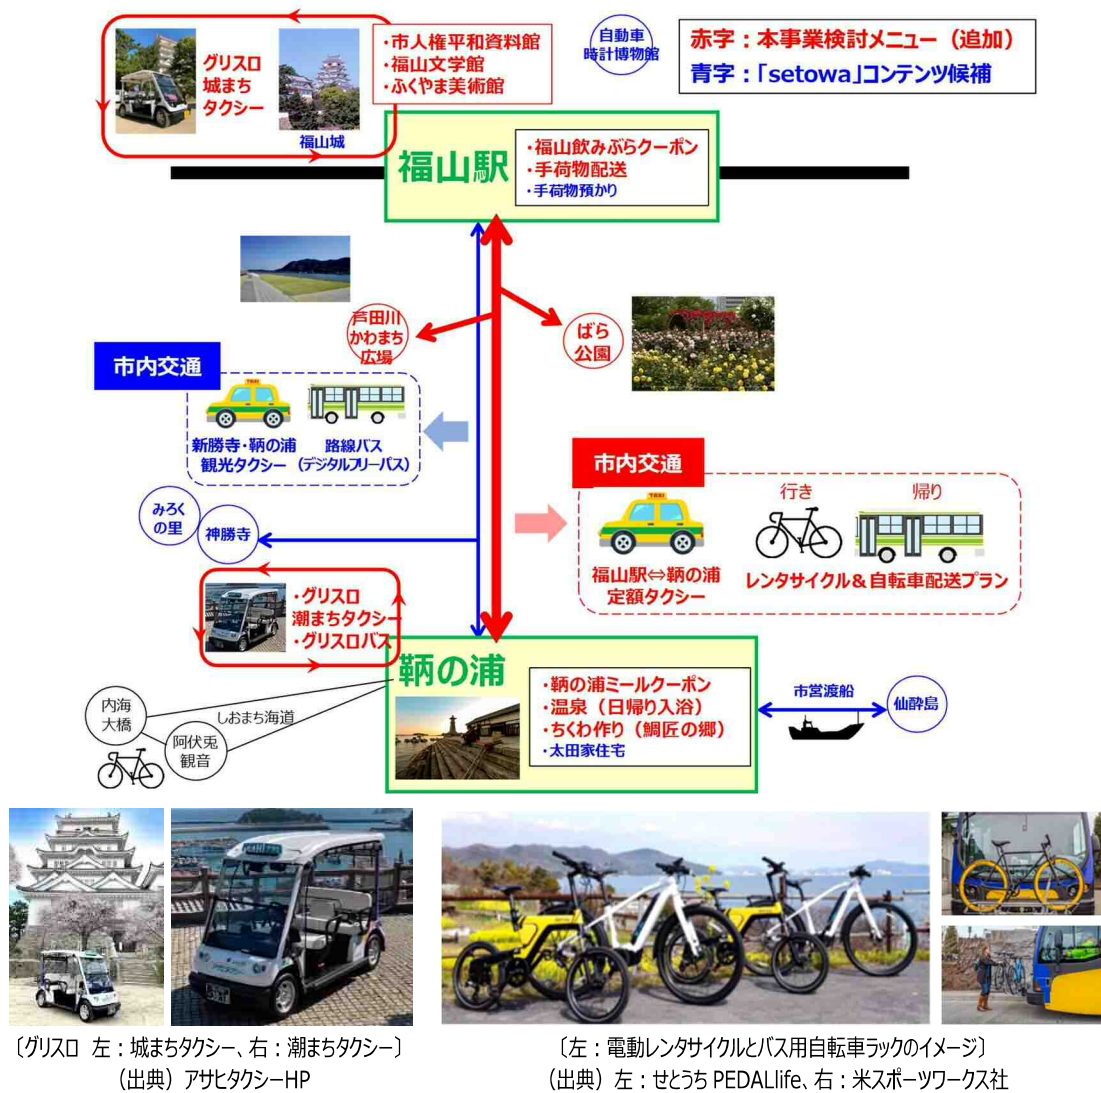 グリスロ
城まち
タクシー
福山城
・市人権平和資料館
・福山文学館
・ふくやま美術館
自動車
時計博物館
赤字：本事業検討メニュー（追加）
青字：「setowa」コンテンツ候補
福山駅
・福山飲みぶらクーポン
・手荷物配送
・手荷物預かり
芦田川
かわまち
広場
ばら
公園
市内交通
TAXI
新勝寺・鞆の浦
観光タクシー
路線バス
（デジタルフリーパス）
市内交通
TAXI
福山駅⇔鞆の浦
定額タクシー
行き
帰り
レンタサイクル＆自転車配送プラン
みろく
の里
神勝寺
・グリスロ
潮まちタクシー
・グリスロバス
鞆の浦
・鞆の浦ミールクーポン
・温泉（日帰り入浴）
・ちくわ作り（鯛匠の郷）
・太田家住宅
市営渡船
仙酔島
内海
大橋
しおまち海道
阿伏兎
観音
〔グリスロ 左：城まちタクシー、右：潮まちタクシー〕
（出典）アサヒタクシーHP
〔左：電動レンタサイクルとバス用自転車ラックのイメージ〕
（出典）左：せとうちPEDALlife、右：米スポーツワークス社